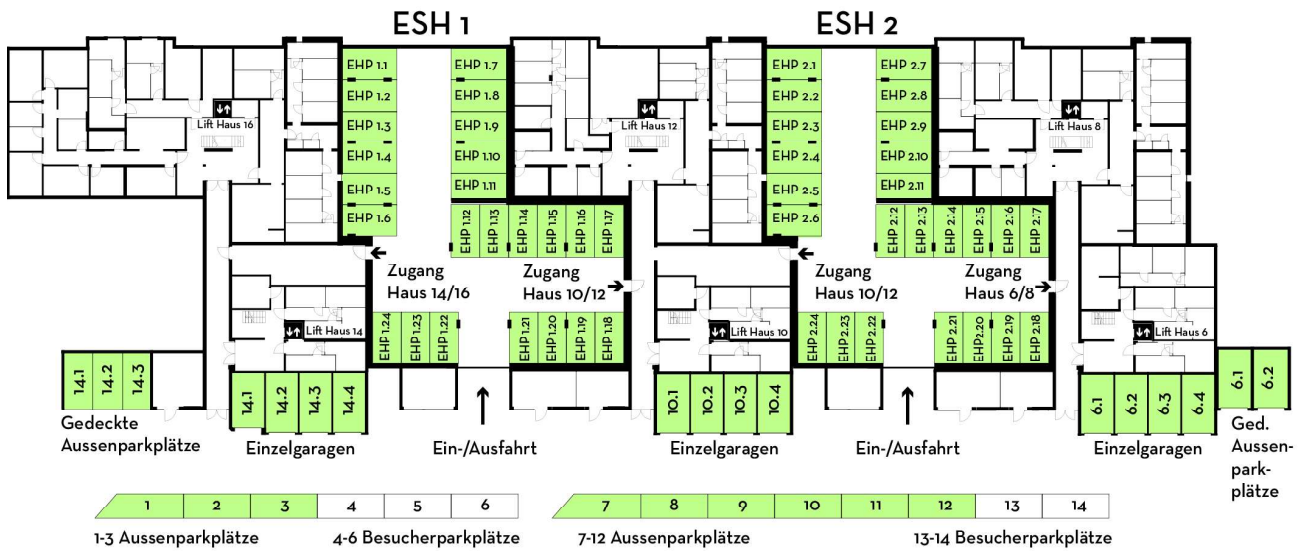 ESH 1
ESH 2
EHP 1.1
EHP 1.2
EHP 1.3
EHP 1.4
EHP 1.5
EHP 1.6
EHP 1.7
EHP 1.8
EHP 1.9
EHP 1.10
EHP 1.11
EHP 1.12
EHP 1.13
EHP 1.14
EHP 1.15
EHP 1.16
EHP 1.17
EHP 2.1
EHP 2.2
EHP 2.3
EHP 2.4
EHP 2.5
EHP 2.6
EHP 2.7
EHP 2.8
EHP 2.9
EHP 2.10
EHP 2.11
EHP 2.12
EHP 2.13
EHP 2.14
EHP 2.15
EHP 2.16
EHP 2.17
Lift Haus 16
Lift Haus 12
Lift Haus 8
Zugang
Haus 14/16
Zugang
Haus 10/12
Zugang
Haus 10/12
Zugang
Haus 6/8
EHP 1.24
EHP 1.23
EHP 1.22
EHP 1.21
EHP 1.20
EHP 1.19
EHP 1.18
EHP 2.24
EHP 2.23
EHP 2.22
EHP 2.21
EHP 2.20
EHP 2.19
EHP 2.18
Lift Haus 14
Lift Haus 10
Lift Haus 6
14.1
14.2
14.3
Gedeckte
Aussenparkplätze
14.1
14.2
14.3
14.4
Einzelgaragen
Ein-/Ausfahrt
10.1
10.2
10.3
10.4
Einzelgaragen
Ein-/Ausfahrt
6.1
6.2
6.3
6.4
Einzelgaragen
6.1
6.2
Ged.
Aussen-
park-
plätze
1 2 3 4 5 6
7 8 9 10 11 12 13 14
1-3 Aussenparkplätze
4-6 Besucherparkplätze
7-12 Aussenparkplätze
13-14 Besucherparkplätze